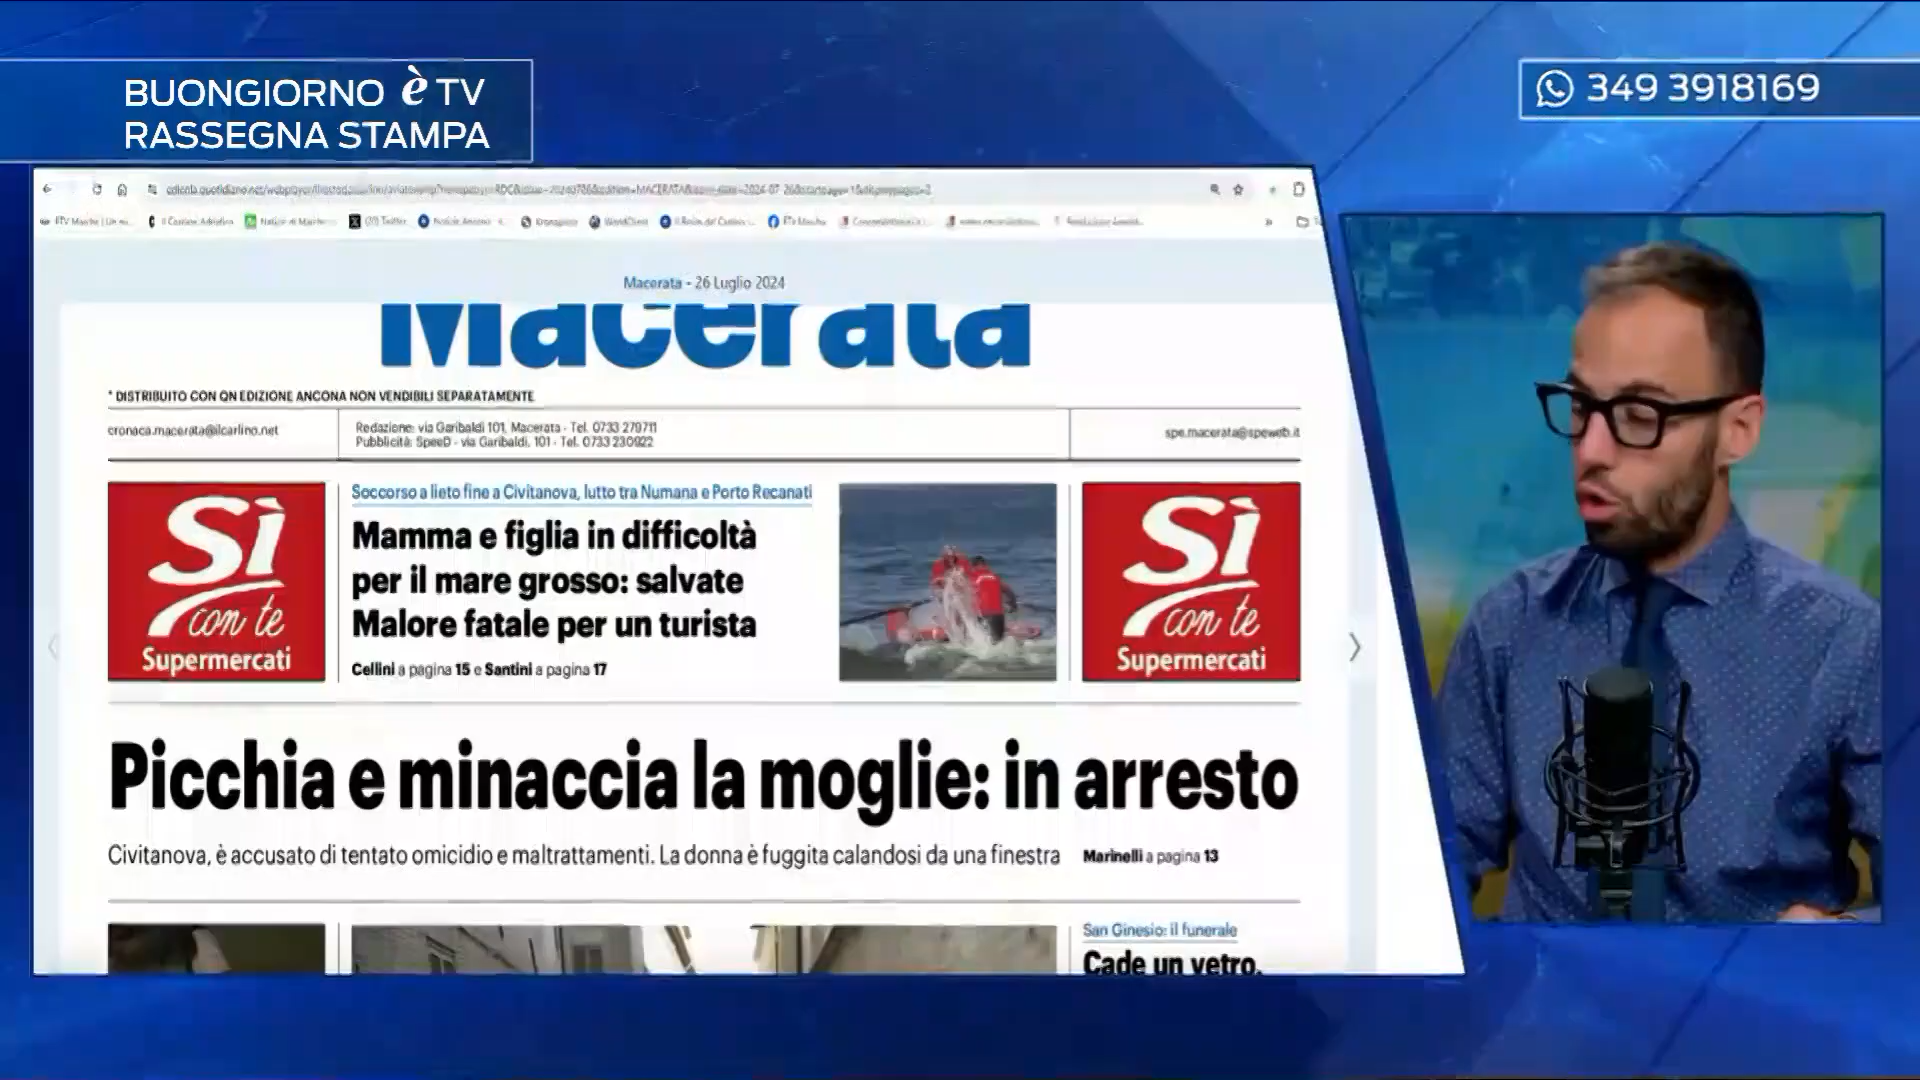 BUONGIORNO è TV
RASSEGNA STAMPA
349 3918169
Macerata - 26 Luglio 2024
Macerata
* DISTRIBUITO CON QN EDIZIONE ANCONA NON VENDIBILI SEPARATAMENTE
cronaca.macerata@ilcarlino.net
Redazione: via Garibaldi 101, Macerata - Tel. 0733 279711
Pubblicità: SpeeD - via Garibaldi, 101 - Tel. 0733 230922
spe.macerata@speweb.it
Sì
con te
Supermercati
Soccorso a lieto fine a Civitanova, lutto tra Numana e Porto Recanati
Mamma e figlia in difficoltà
per il mare grosso: salvate
Malore fatale per un turista
Cellini a pagina 15 e Santini a pagina 17
Sì
con te
Supermercati
Picchia e minaccia la moglie: in arresto
Civitanova, è accusato di tentato omicidio e maltrattamenti. La donna è fuggita calandosi da una finestra
Marinelli a pagina 13
San Ginesio: il funerale
Cade un vetro,